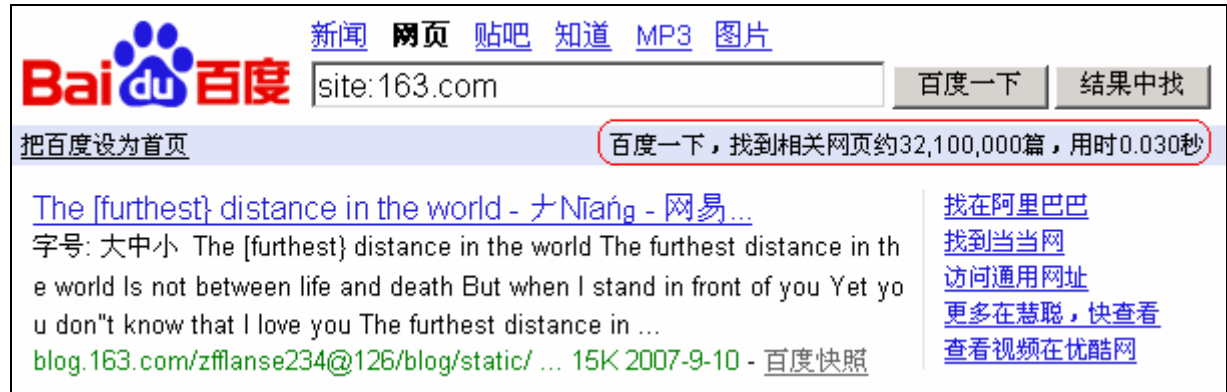 新闻 网页 贴吧 知道 MP3 图片
Bai du 百度 site:163.com 百度一下 结果中找
把百度设为首页 百度一下，找到相关网页约32,100,000篇，用时0.030秒
The [furthest} distance in the world - ナNīańg - 网易...
字号: 大中小 The [furthest} distance in the world The furthest distance in th
e world Is not between life and death But when I stand in front of you Yet yo
u don"t know that I love you The furthest distance in ...
blog.163.com/zfflanse234@126/blog/static/ ... 15K 2007-9-10 - 百度快照
找在阿里巴巴
找到当当网
访问通用网址
更多在慧聪，快查看
查看视频在优酷网